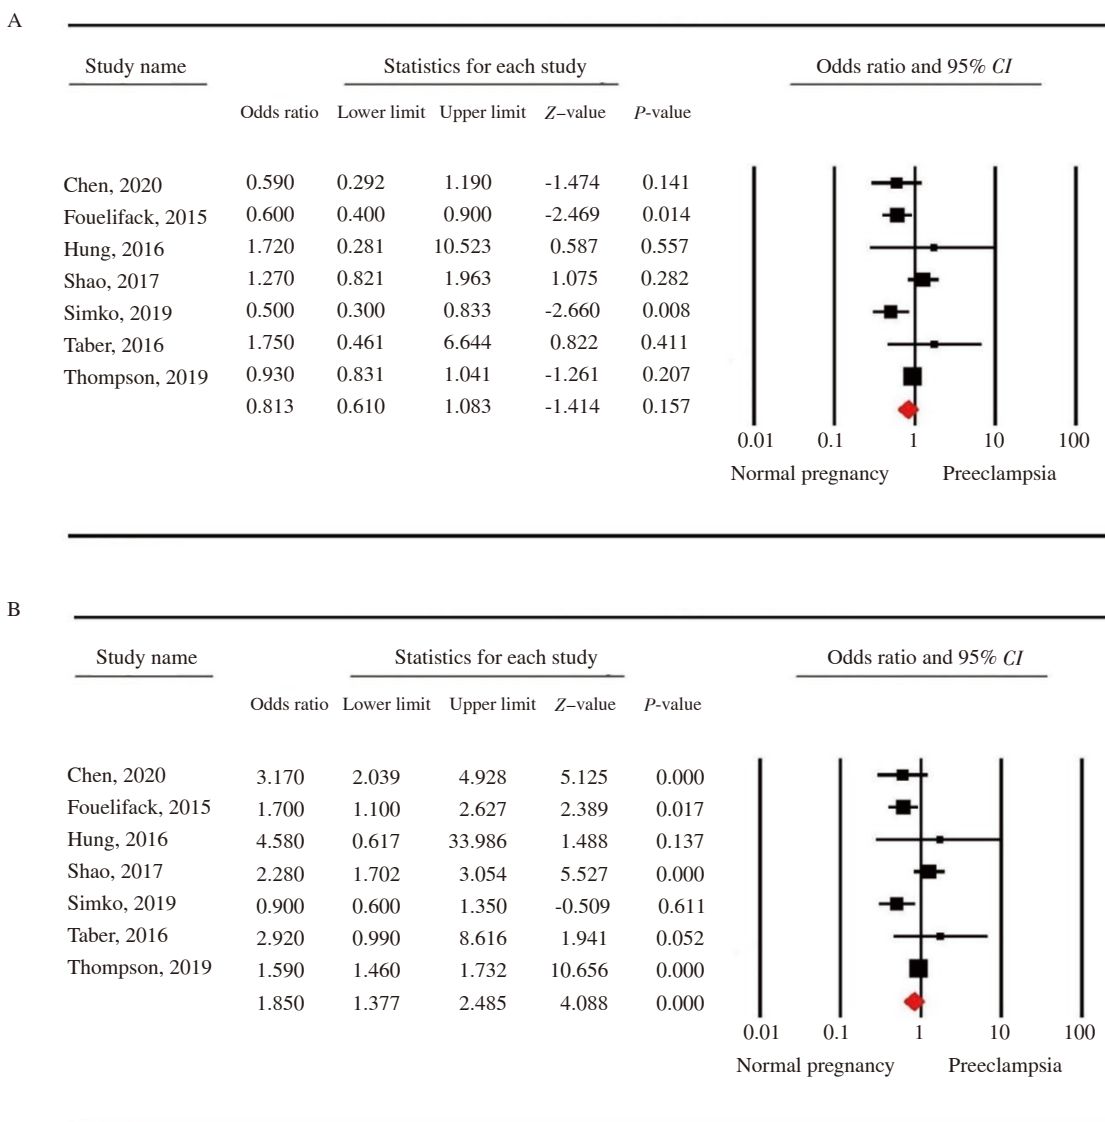 A
Study name Statistics for each study Odds ratio and 95% CI
Odds ratio Lower limit Upper limit Z–value P-value
Chen, 2020 0.590 0.292 1.190 -1.474 0.141
Fouelifack, 2015 0.600 0.400 0.900 -2.469 0.014
Hung, 2016 1.720 0.281 10.523 0.587 0.557
Shao, 2017 1.270 0.821 1.963 1.075 0.282
Simko, 2019 0.500 0.300 0.833 -2.660 0.008
Taber, 2016 1.750 0.461 6.644 0.822 0.411
Thompson, 2019 0.930 0.831 1.041 -1.261 0.207
0.813 0.610 1.083 -1.414 0.157
0.01 0.1 1 10 100
Normal pregnancy Preeclampsia
B
Study name Statistics for each study Odds ratio and 95% CI
Odds ratio Lower limit Upper limit Z–value P-value
Chen, 2020 3.170 2.039 4.928 5.125 0.000
Fouelifack, 2015 1.700 1.100 2.627 2.389 0.017
Hung, 2016 4.580 0.617 33.986 1.488 0.137
Shao, 2017 2.280 1.702 3.054 5.527 0.000
Simko, 2019 0.900 0.600 1.350 -0.509 0.611
Taber, 2016 2.920 0.990 8.616 1.941 0.052
Thompson, 2019 1.590 1.460 1.732 10.656 0.000
1.850 1.377 2.485 4.088 0.000
0.01 0.1 1 10 100
Normal pregnancy Preeclampsia